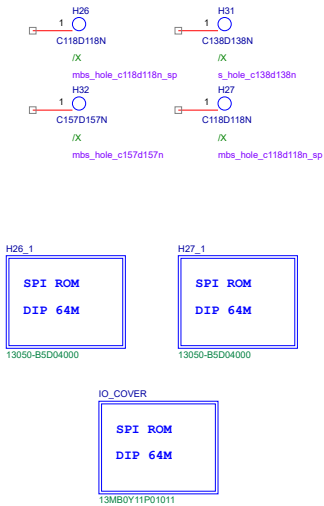 H26
1
C118D118N
/X
mbs_hole_c118d118n_sp
H31
1
C138D138N
/X
s_hole_c138d138n
H32
1
C157D157N
/X
mbs_hole_c157d157n
H27
1
C118D118N
/X
mbs_hole_c118d118n_sp
H26_1
SPI ROM
DIP 64M
13050-B5D04000
H27_1
SPI ROM
DIP 64M
13050-B5D04000
IO_COVER
SPI ROM
DIP 64M
13MB0Y11P01011